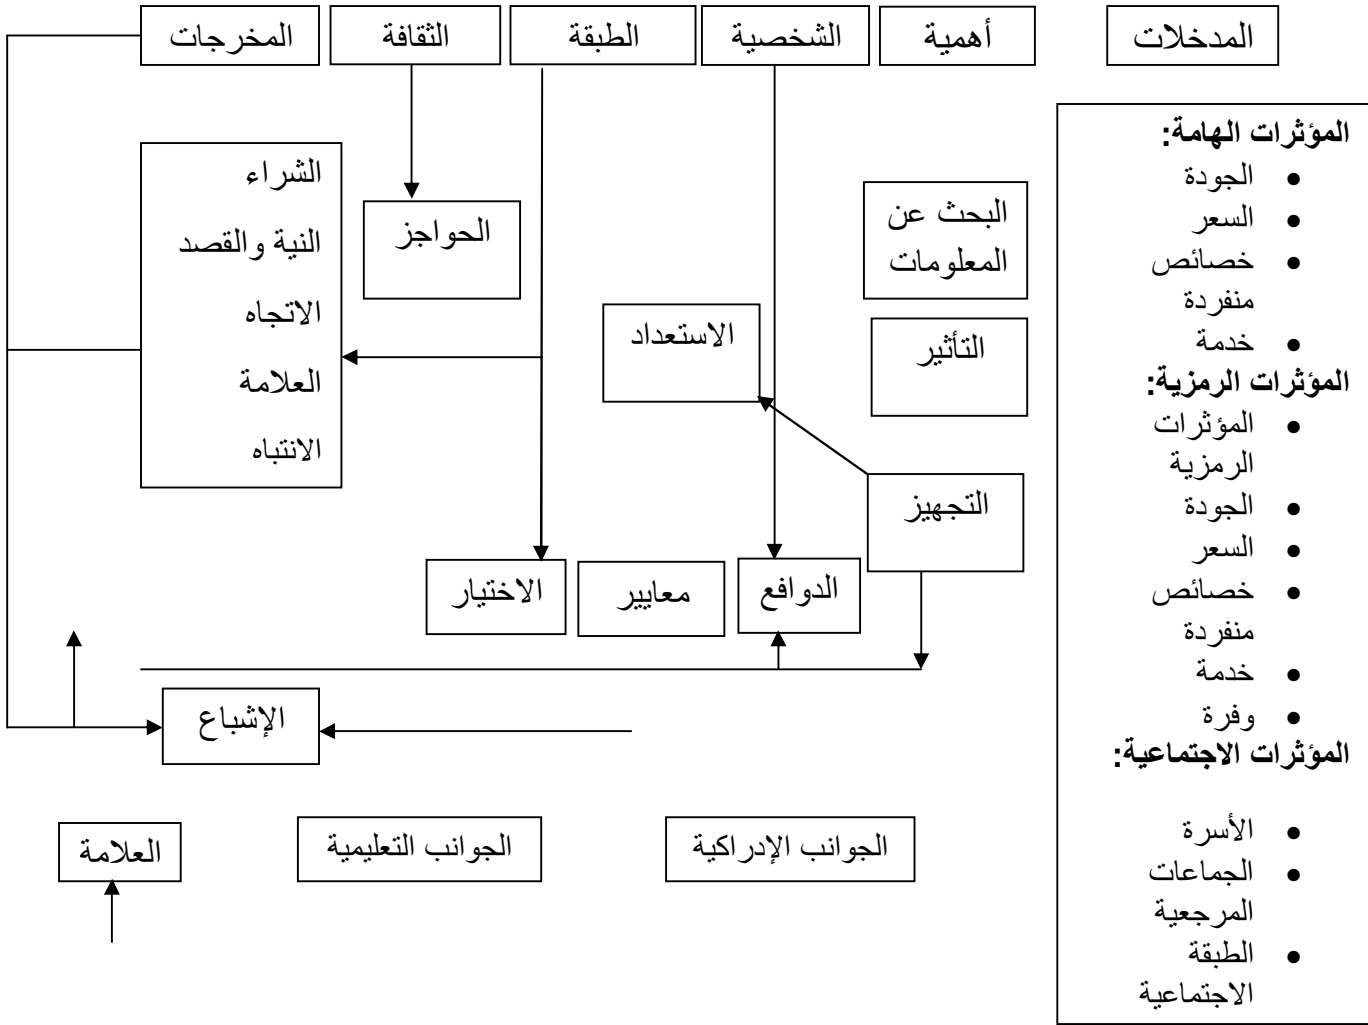 المدخلات
أهمية
الشخصية
الطبقة
الثقافة
المخرجات
المؤثرات الهامة:
• الجودة
• السعر
• خصائص
منفردة
• خدمة
المؤثرات الرمزية:
• المؤثرات
الرمزية
• الجودة
• السعر
• خصائص
منفردة
• خدمة
• وفرة
المؤثرات الاجتماعية:
• الأسرة
• الجماعات
المرجعية
• الطبقة
الاجتماعية
البحث عن
المعلومات
التأثير
التجهيز
الاستعداد
الدوافع
معايير
الاختيار
الحواجز
الشراء
النية والقصد
الاتجاه
العلامة
الانتباه
الإشباع
الجوانب الإدراكية
الجوانب التعليمية
العلامة